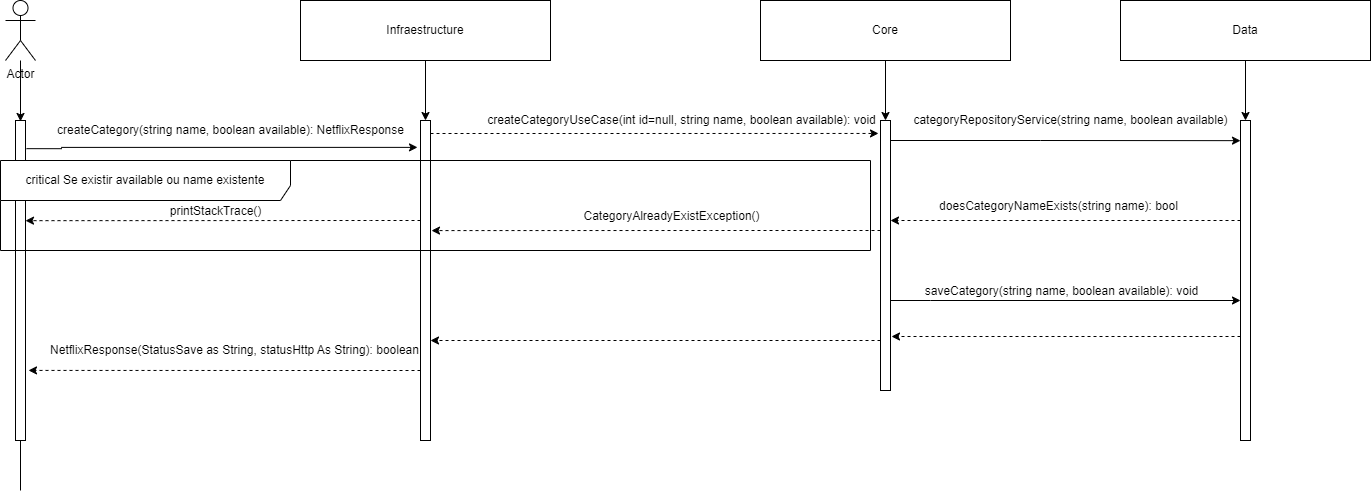 Actor
Infraestructure
Core
Data
createCategory(string name, boolean available): NetflixResponse
createCategoryUseCase(int id=null, string name, boolean available): void
categoryRepositoryService(string name, boolean available)
critical Se existir available ou name existente
printStackTrace()
CategoryAlreadyExistException()
doesCategoryNameExists(string name): bool
saveCategory(string name, boolean available): void
NetflixResponse(StatusSave as String, statusHttp As String): boolean